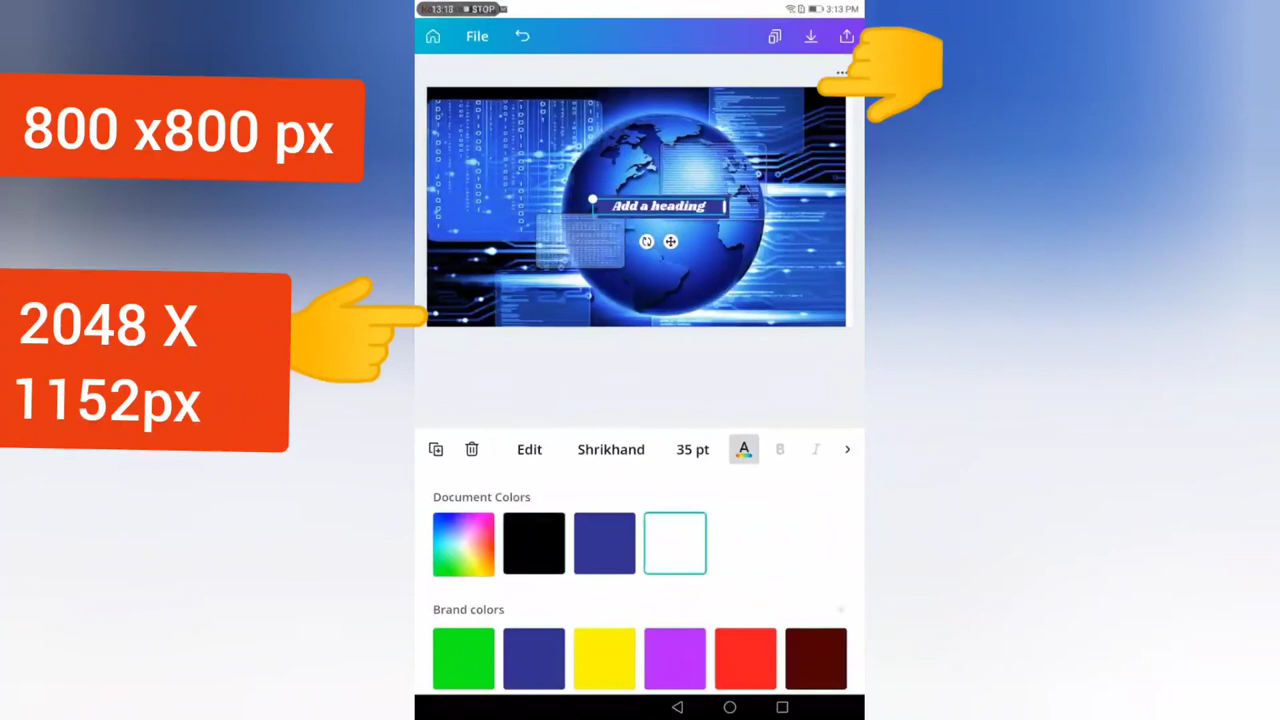 13:18 STOP
3:13 PM
File
800 x800 px
Add a heading
2048 X
1152px
Edit Shrikhand 35 pt A B I
Document Colors
Brand colors